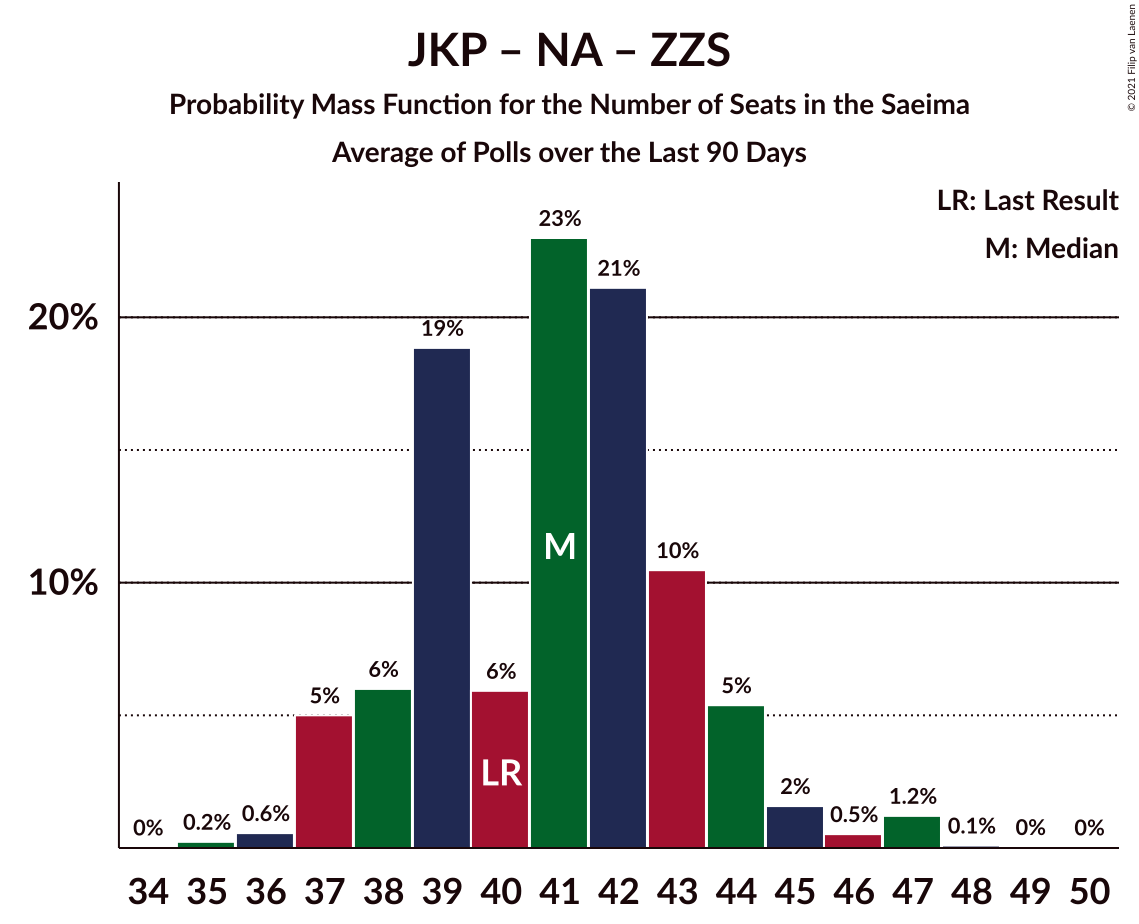 JKP – NA – ZZS
Probability Mass Function for the Number of Seats in the Saeima
Average of Polls over the Last 90 Days
© 2021 Filip van Laenen
LR: Last Result
M: Median
20%
10%
0%
0.2%
0.6%
5%
6%
19%
6%
23%
21%
10%
5%
2%
0.5%
1.2%
0.1%
0%
0%
M
LR
34 35 36 37 38 39 40 41 42 43 44 45 46 47 48 49 50